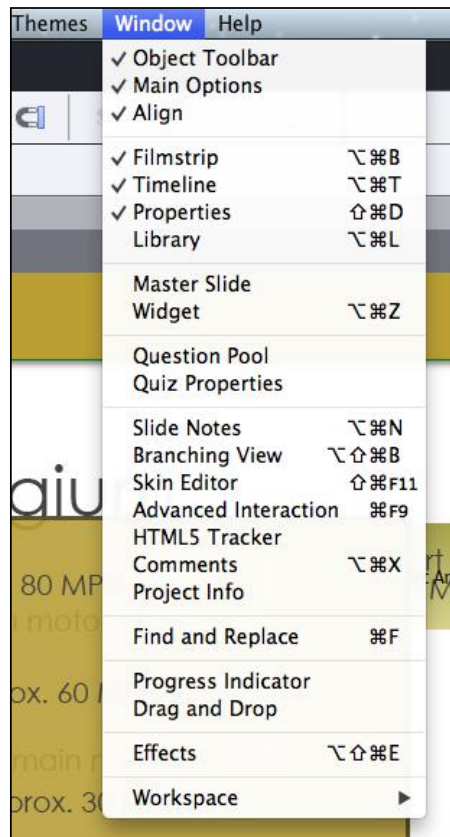 Themes Window Help
✓ Object Toolbar
✓ Main Options
✓ Align
✓ Filmstrip ⌥⌘B
✓ Timeline ⌥⌘T
✓ Properties ⇧⌘D
Library ⌥⌘L
Master Slide
Widget ⌥⌘Z
Question Pool
Quiz Properties
Slide Notes ⌥⌘N
Branching View ⌥⇧⌘B
Skin Editor ⇧⌘F11
Advanced Interaction ⌘F9
HTML5 Tracker
Comments ⌥⌘X
Project Info
Find and Replace ⌘F
Progress Indicator
Drag and Drop
Effects ⌥⇧⌘E
Workspace ▶
giu
80 MP
moto
ox. 60
main
prox. 30